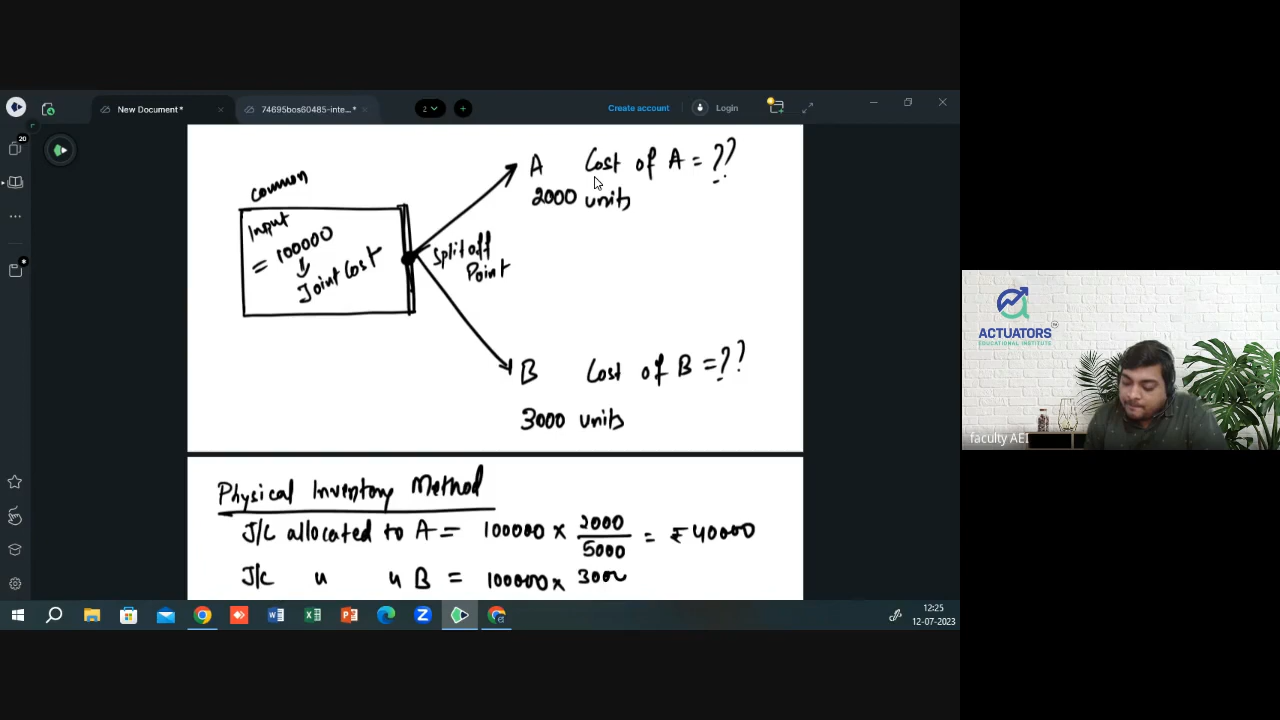 New Document*
74695bos60485-inte...*
2
Create account
Login
20
Common
Input
= 100000
Joint Cost
Split off
Point
A Cost of A = ??
2000 units
B Cost of B = ??
3000 units
Physical Inventory Method
J/C allocated to A = 100000 × 2000/5000 = ₹ 40000
J/C u u B = 100000 × 3000
ACTUATORS
EDUCATIONAL INSTITUTE
faculty AEI
12:25
12-07-2023